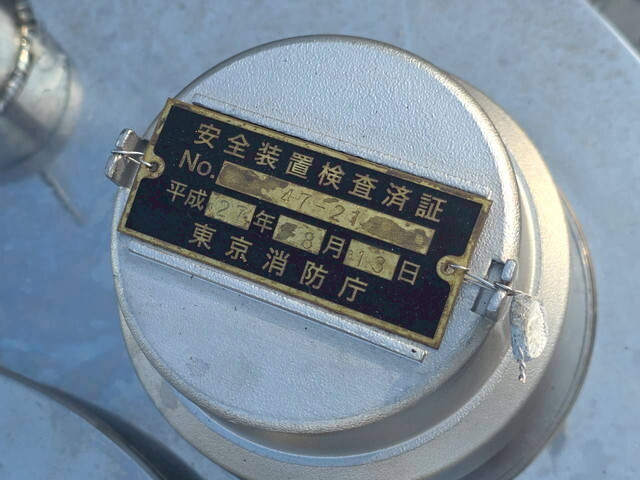 安全装置検査済証
No. 47-21
平成27年8月13日
東京消防庁